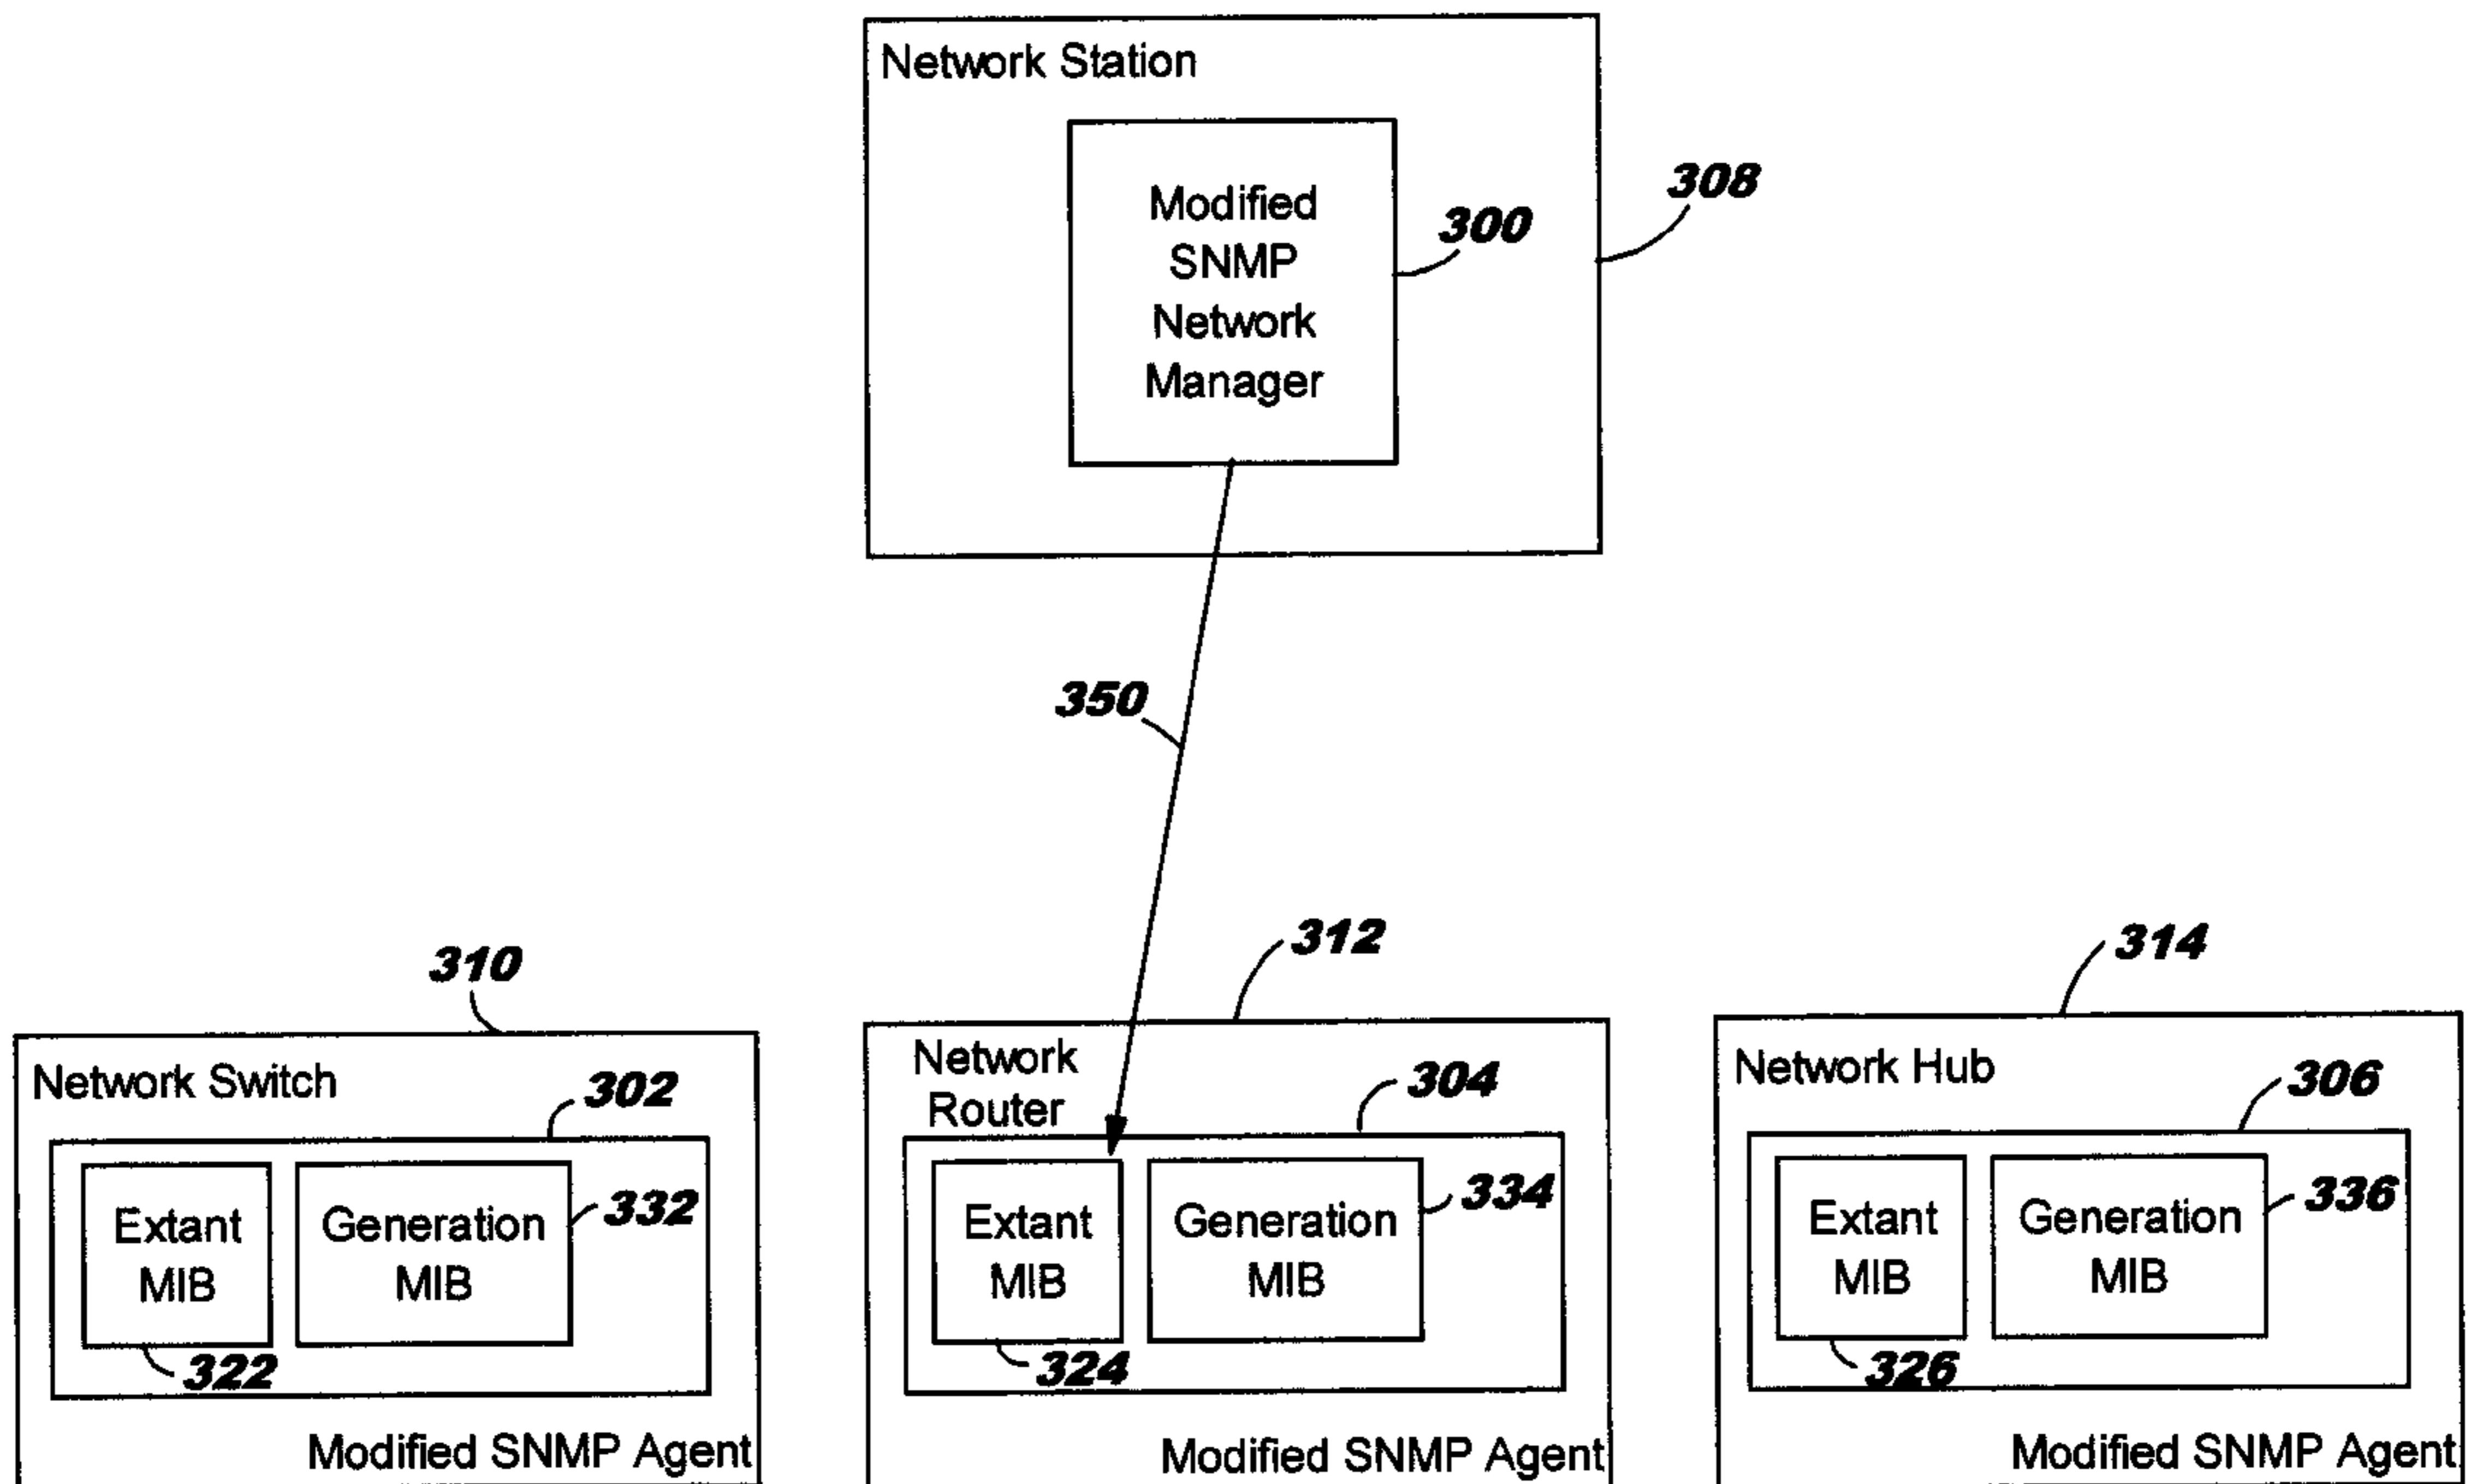 Network Station
Modified
SNMP
Network
Manager
300
308
350
310
312
314
Network Switch
302
Extant
MIB
Generation
MIB
332
322
Modified SNMP Agent
Network
Router
304
Extant
MIB
Generation
MIB
334
324
Modified SNMP Agent
Network Hub
306
Extant
MIB
Generation
MIB
336
326
Modified SNMP Agent